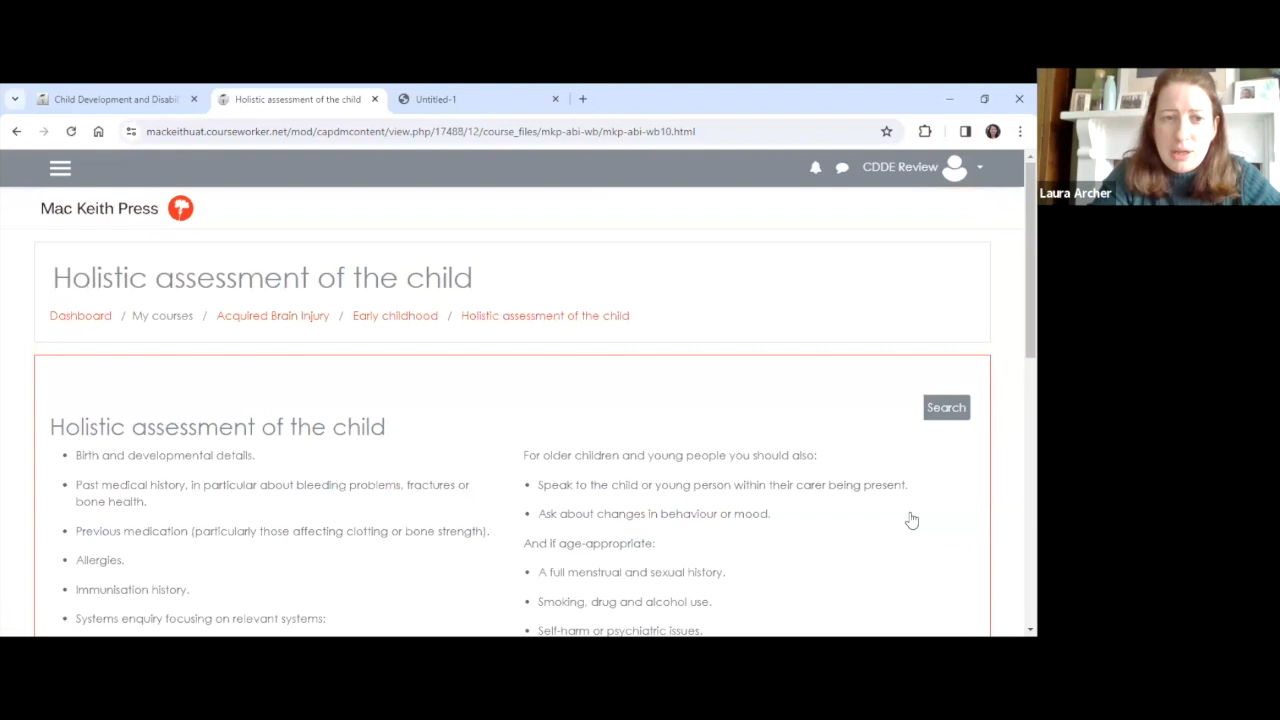 Child Development and Disabil
Holistic assessment of the child
Untitled-1
mackeithuat.courseworker.net/mod/capdmcontent/view.php/17488/12/course_files/mkp-abi-wb/mkp-abi-wb10.html
CDDE Review
Laura Archer
Mac Keith Press
Holistic assessment of the child
Dashboard / My courses / Acquired Brain Injury / Early childhood / Holistic assessment of the child
Search
Holistic assessment of the child
• Birth and developmental details.
• Past medical history, in particular about bleeding problems, fractures or
bone health.
• Previous medication (particularly those affecting clotting or bone strength).
• Allergies.
• Immunisation history.
• Systems enquiry focusing on relevant systems:
For older children and young people you should also:
• Speak to the child or young person within their carer being present.
• Ask about changes in behaviour or mood.
And if age-appropriate:
• A full menstrual and sexual history.
• Smoking, drug and alcohol use.
• Self-harm or psychiatric issues.